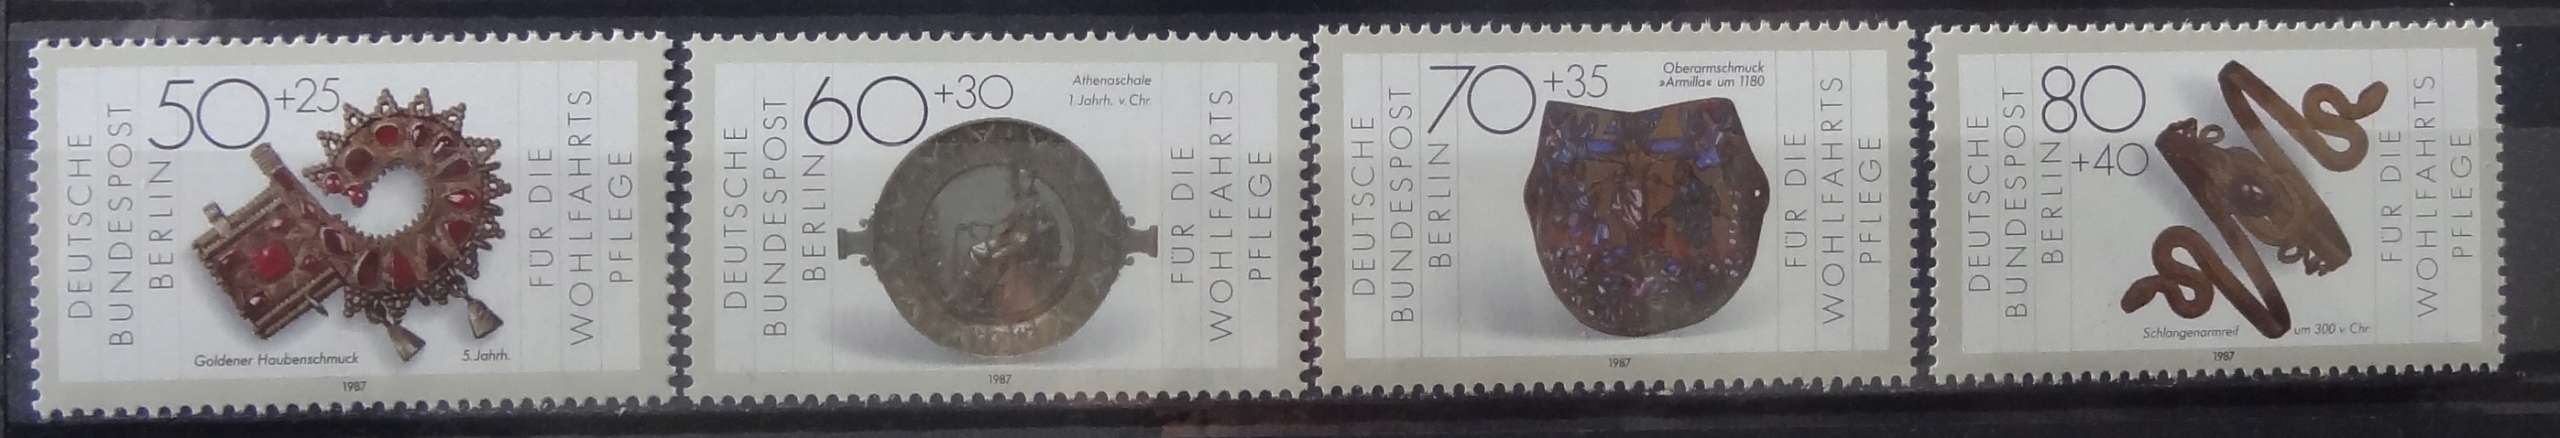 DEUTSCHE
BUNDESPOST
BERLIN
50 +25
FÜR DIE
WOHLFAHRTS
PFLEGE
Goldener Haubenschmuck
5. Jahrh.
1987
DEUTSCHE
BUNDESPOST
BERLIN
60 +30
Athenaschale
1. Jahrh. v. Chr.
FÜR DIE
WOHLFAHRTS
PFLEGE
1987
DEUTSCHE
BUNDESPOST
BERLIN
70 +35
Oberarmschmuck
»Armilla« um 1180
FÜR DIE
WOHLFAHRTS
PFLEGE
1987
DEUTSCHE
BUNDESPOST
BERLIN
80
+40
FÜR DIE
WOHLFAHRTS
PFLEGE
Schlangenarmreif
um 300 v. Chr.
1987